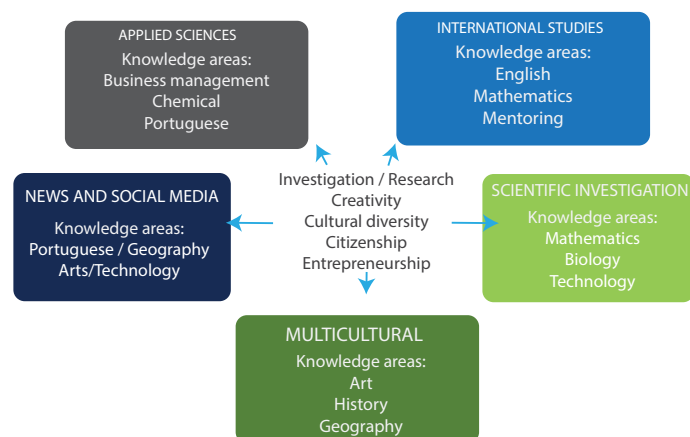 APPLIED SCIENCES
Knowledge areas:
Business management
Chemical
Portuguese
INTERNATIONAL STUDIES
Knowledge areas:
English
Mathematics
Mentoring
Investigation / Research
Creativity
Cultural diversity
Citizenship
Entrepreneurship
NEWS AND SOCIAL MEDIA
Knowledge areas:
Portuguese / Geography
Arts/Technology
SCIENTIFIC INVESTIGATION
Knowledge areas:
Mathematics
Biology
Technology
MULTICULTURAL
Knowledge areas:
Art
History
Geography